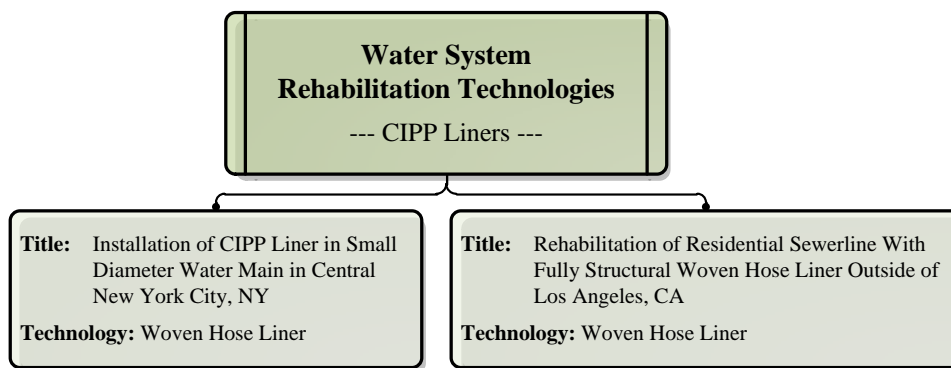 Water System
Rehabilitation Technologies
--- CIPP Liners ---
Title: Installation of CIPP Liner in Small
Diameter Water Main in Central
New York City, NY
Technology: Woven Hose Liner
Title: Rehabilitation of Residential Sewerline With
Fully Structural Woven Hose Liner Outside of
Los Angeles, CA
Technology: Woven Hose Liner